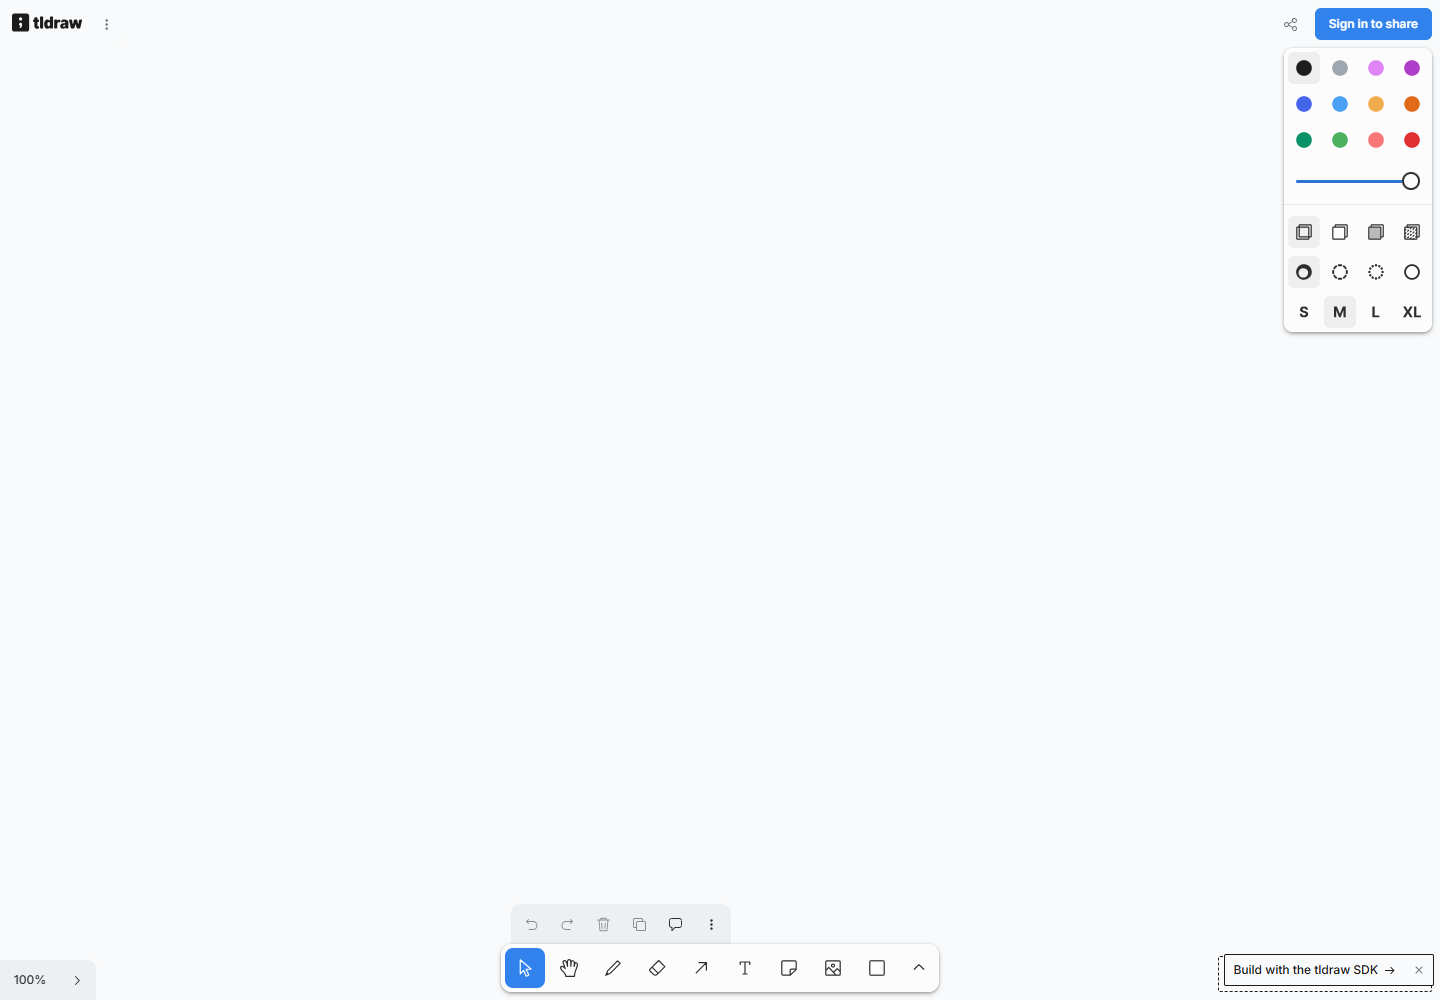 tldraw
Sign in to share
S M L XL
100%
Build with the tldraw SDK →